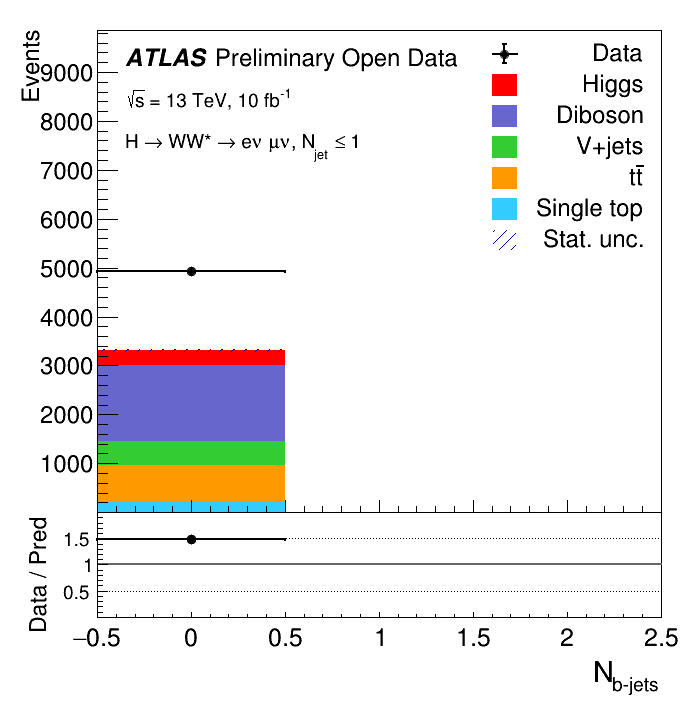 Events
ATLAS Preliminary Open Data
√s = 13 TeV, 10 fb⁻¹
H → WW* → eν μν, N_jet ≤ 1
Data
Higgs
Diboson
V+jets
tt̄
Single top
Stat. unc.
9000
8000
7000
6000
5000
4000
3000
2000
1000
Data / Pred
1.5
1
0.5
−0.5 0 0.5 1 1.5 2 2.5
N_b-jets